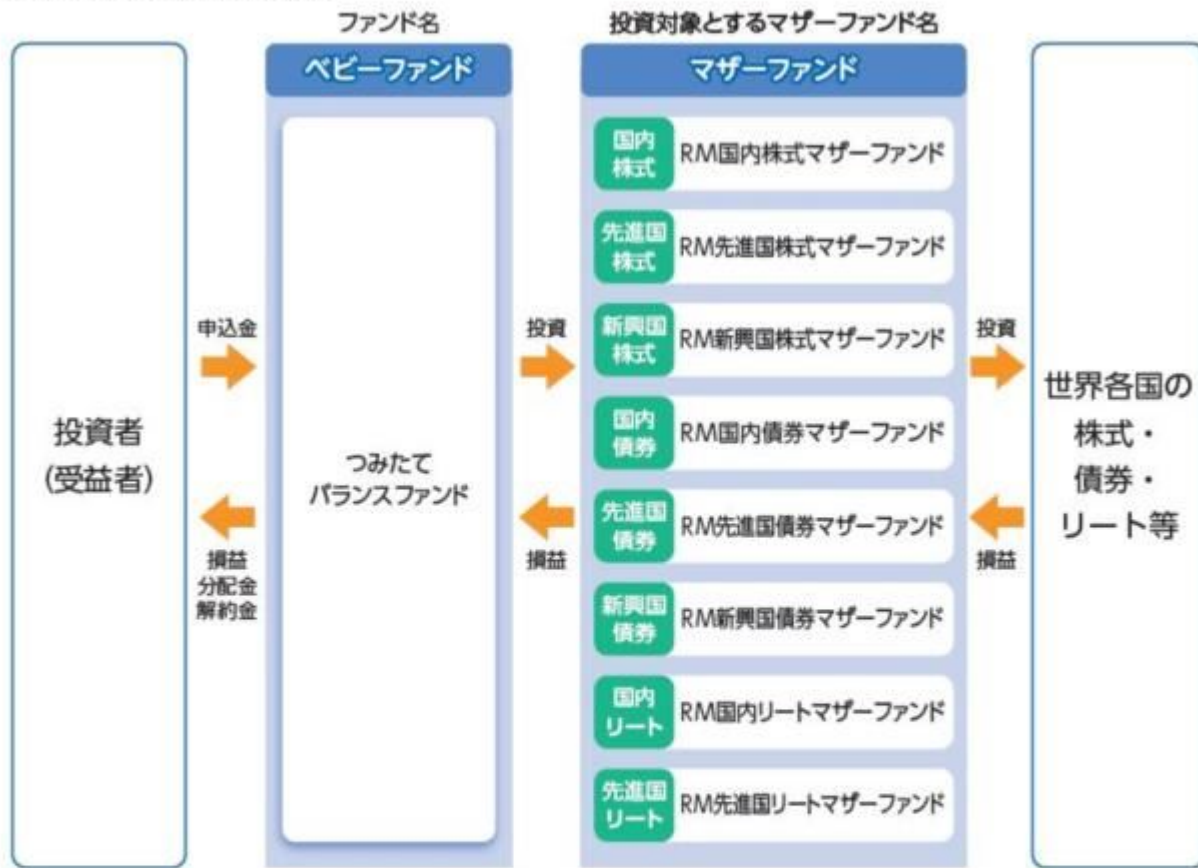 ファンド名
投資対象とするマザーファンド名
ベビーファンド
マザーファンド
投資者
(受益者)
申込金
損益
分配金
解約金
つみたて
バランスファンド
投資
損益
国内
株式
RM国内株式マザーファンド
先進国
株式
RM先進国株式マザーファンド
新興国
株式
RM新興国株式マザーファンド
国内
債券
RM国内債券マザーファンド
先進国
債券
RM先進国債券マザーファンド
新興国
債券
RM新興国債券マザーファンド
国内
リート
RM国内リートマザーファンド
先進国
リート
RM先進国リートマザーファンド
投資
損益
世界各国の
株式・
債券・
リート等